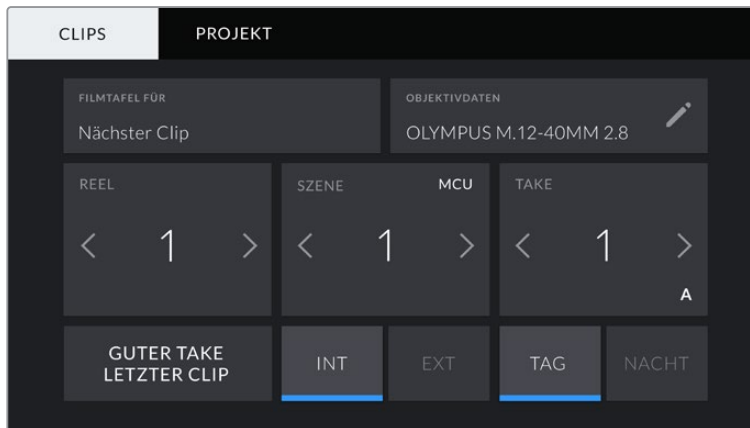 CLIPS PROJEKT
FILMTAFEL FÜR
Nächster Clip
OBJEKTIVDATEN
OLYMPUS M.12-40MM 2.8
REEL
1
SZENE MCU
1
TAKE
1
A
GUTER TAKE
LETZTER CLIP
INT EXT TAG NACHT